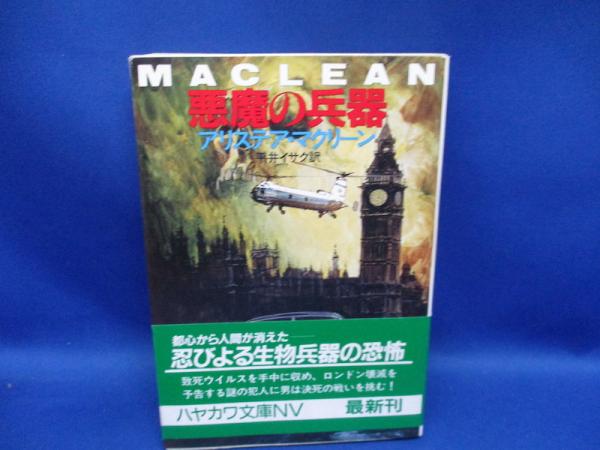 MACLEAN
悪魔の兵器
アリステア・マクリーン
平井イサク訳
都心から人間が消えた――
忍びよる生物兵器の恐怖
致死ウイルスを手中に収め、ロンドン壊滅を
予告する謎の犯人に男は決死の戦いを挑む！
ハヤカワ文庫NV 最新刊